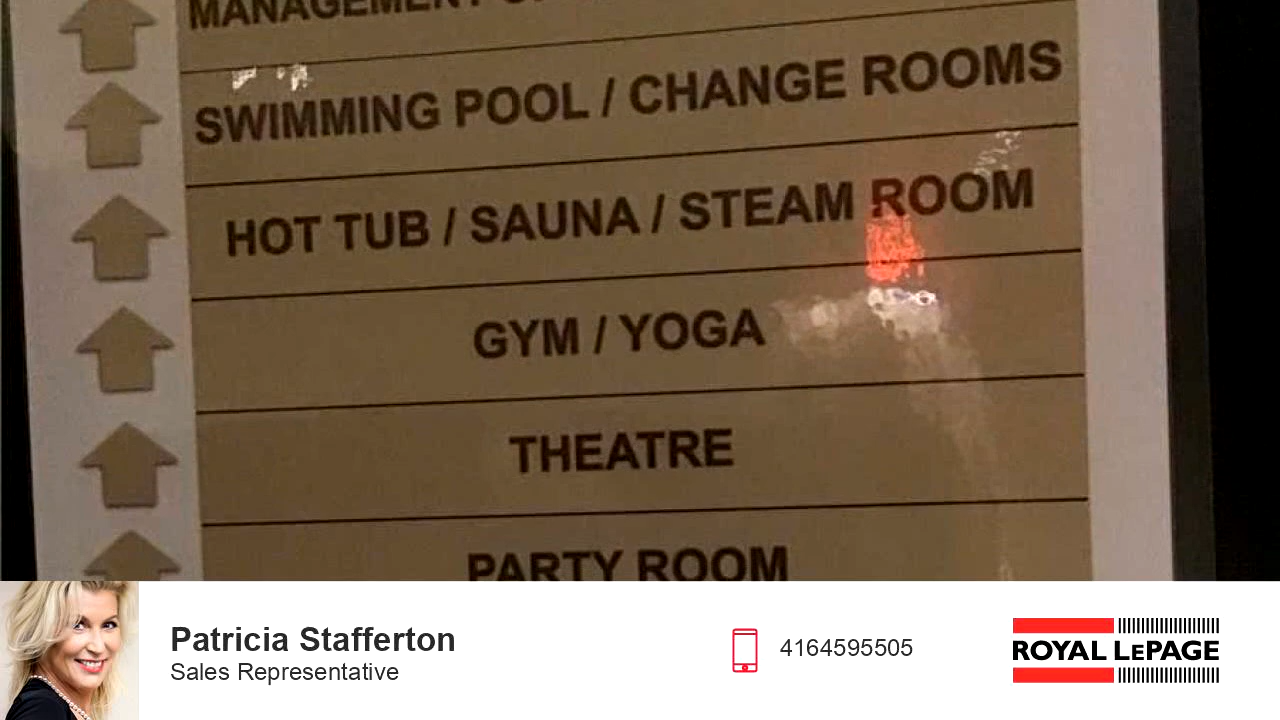 MANAGEMENT
SWIMMING POOL / CHANGE ROOMS
HOT TUB / SAUNA / STEAM ROOM
GYM / YOGA
THEATRE
PARTY ROOM
Patricia Stafferton
Sales Representative
4164595505
ROYAL LEPAGE